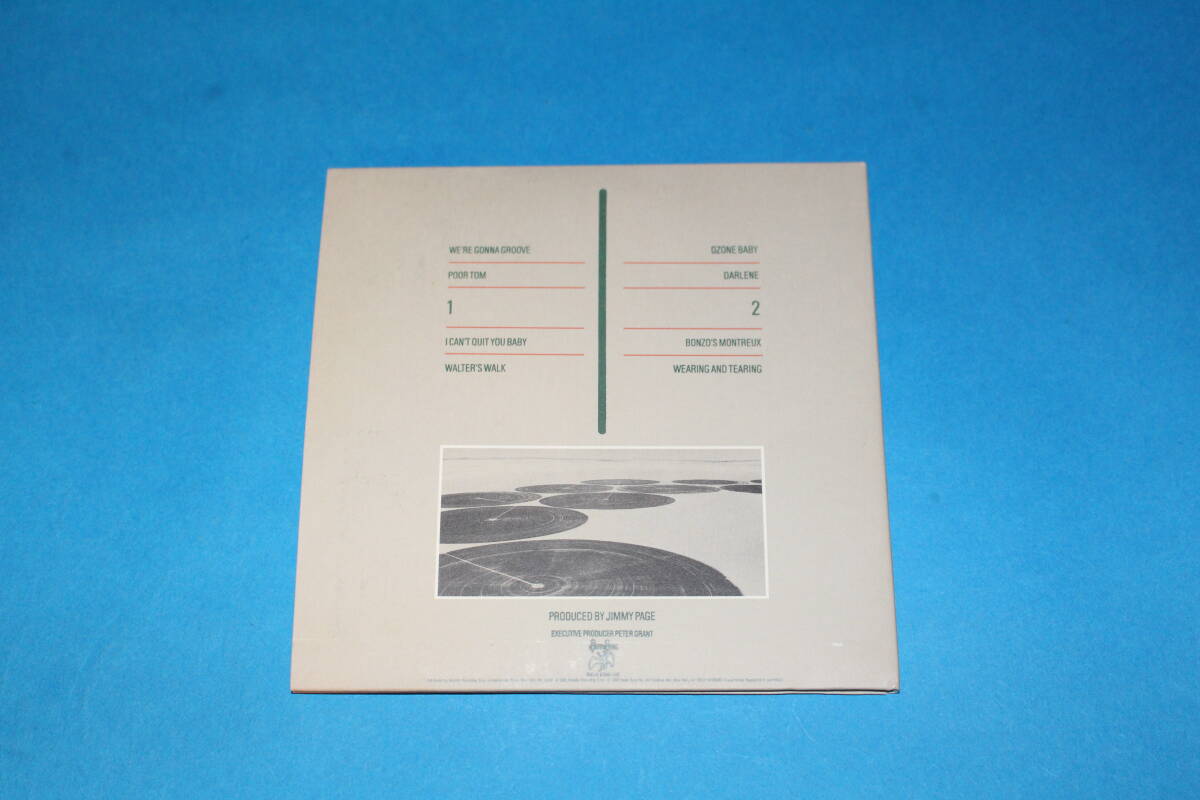 WE'RE GONNA GROOVE
POOR TOM
1
I CAN'T QUIT YOU BABY
WALTER'S WALK
OZONE BABY
DARLENE
2
BONZO'S MONTREUX
WEARING AND TEARING
PRODUCED BY JIMMY PAGE
EXECUTIVE PRODUCER PETER GRANT